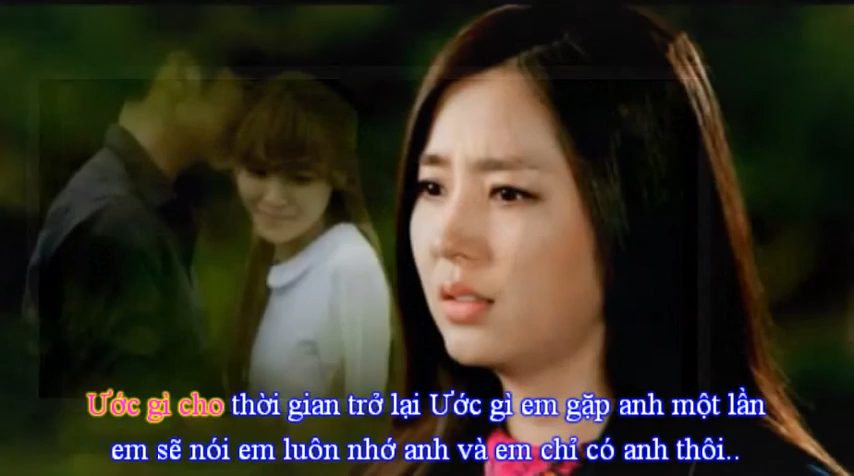 Ước gì cho thời gian trở lại Ước gì em gặp anh một lần
em sẽ nói em luôn nhớ anh và em chỉ có anh thôi..